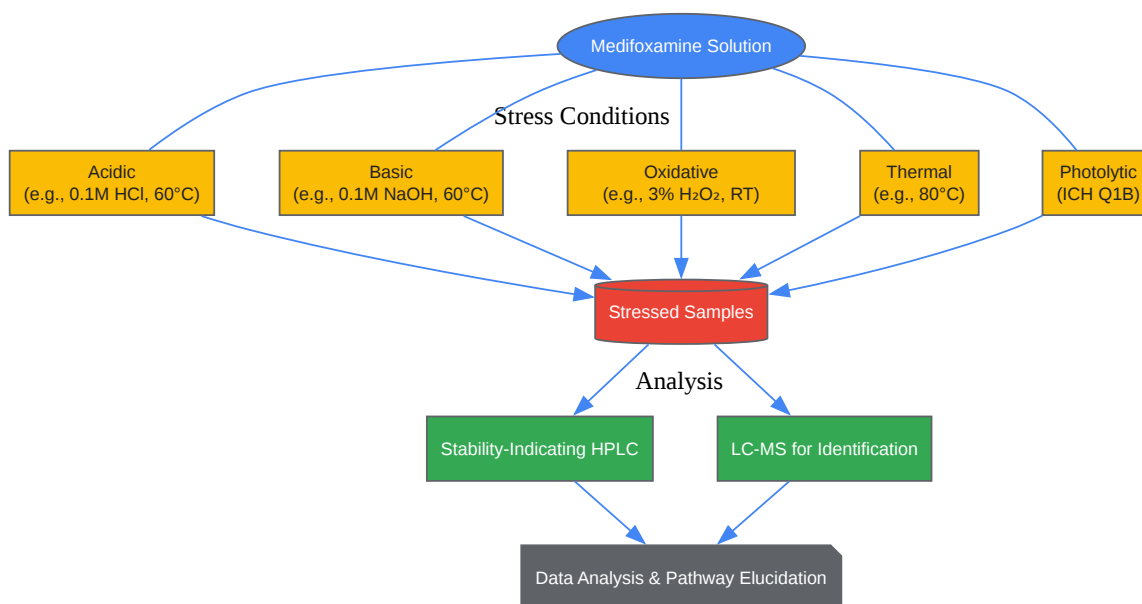 Medifoxamine Solution
Stress Conditions
Acidic
(e.g., 0.1M HCl, 60°C)
Basic
(e.g., 0.1M NaOH, 60°C)
Oxidative
(e.g., 3% H₂O₂, RT)
Thermal
(e.g., 80°C)
Photolytic
(ICH Q1B)
Stressed Samples
Analysis
Stability-Indicating HPLC
LC-MS for Identification
Data Analysis & Pathway Elucidation